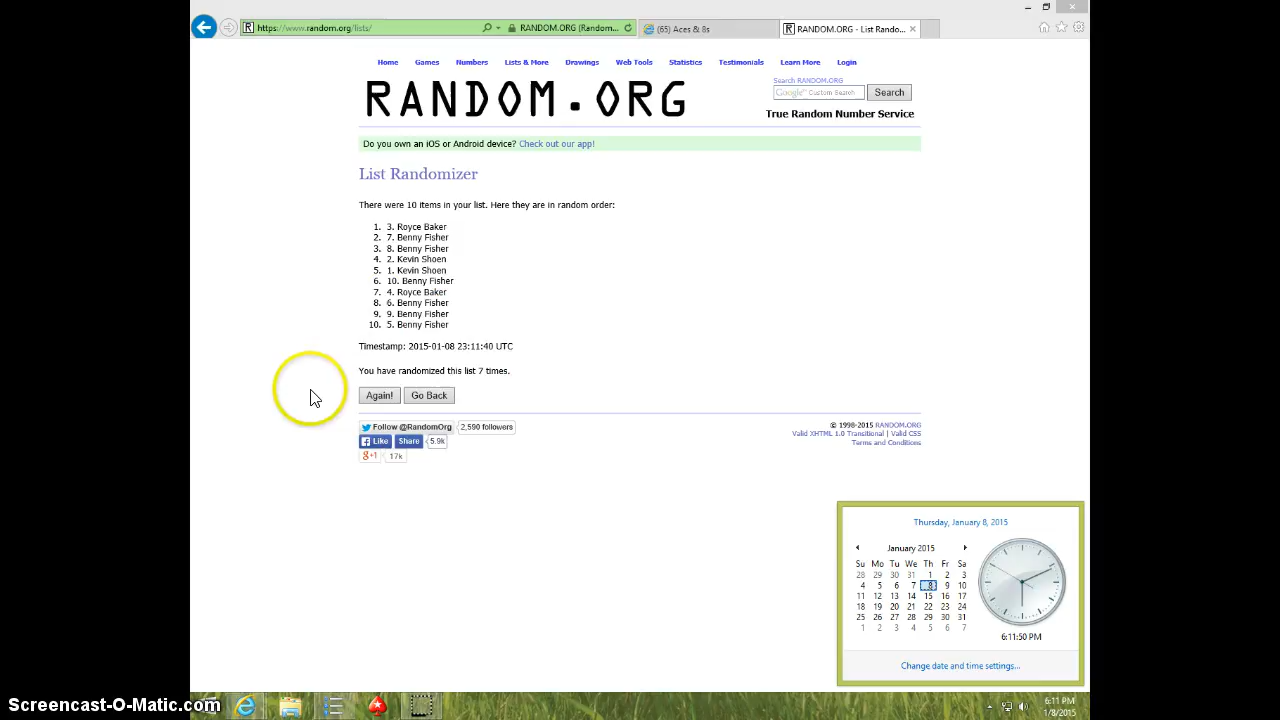 https://www.random.org/lists/
RANDOM.ORG (Random...
(65) Aces & 8s
RANDOM.ORG - List Rando...
Home Games Numbers Lists & More Drawings Web Tools Statistics Testimonials Learn More Login
RANDOM.ORG
Search RANDOM.ORG
Google™ Custom Search Search
True Random Number Service
Do you own an iOS or Android device? Check out our app!
List Randomizer
There were 10 items in your list. Here they are in random order:
1. 3. Royce Baker
2. 7. Benny Fisher
3. 8. Benny Fisher
4. 2. Kevin Shoen
5. 1. Kevin Shoen
6. 10. Benny Fisher
7. 4. Royce Baker
8. 6. Benny Fisher
9. 9. Benny Fisher
10. 5. Benny Fisher
Timestamp: 2015-01-08 23:11:40 UTC
You have randomized this list 7 times.
Again! Go Back
Follow @RandomOrg 2,590 followers
Like Share 5.9k
g+1 17k
© 1998-2015 RANDOM.ORG
Valid XHTML 1.0 Transitional | Valid CSS
Terms and Conditions
Thursday, January 8, 2015
January 2015
Su Mo Tu We Th Fr Sa
28 29 30 31 1 2 3
4 5 6 7 8 9 10
11 12 13 14 15 16 17
18 19 20 21 22 23 24
25 26 27 28 29 30 31
1 2 3 4 5 6 7
6:11:50 PM
Change date and time settings...
Screencast-O-Matic.com
6:11 PM
1/8/2015